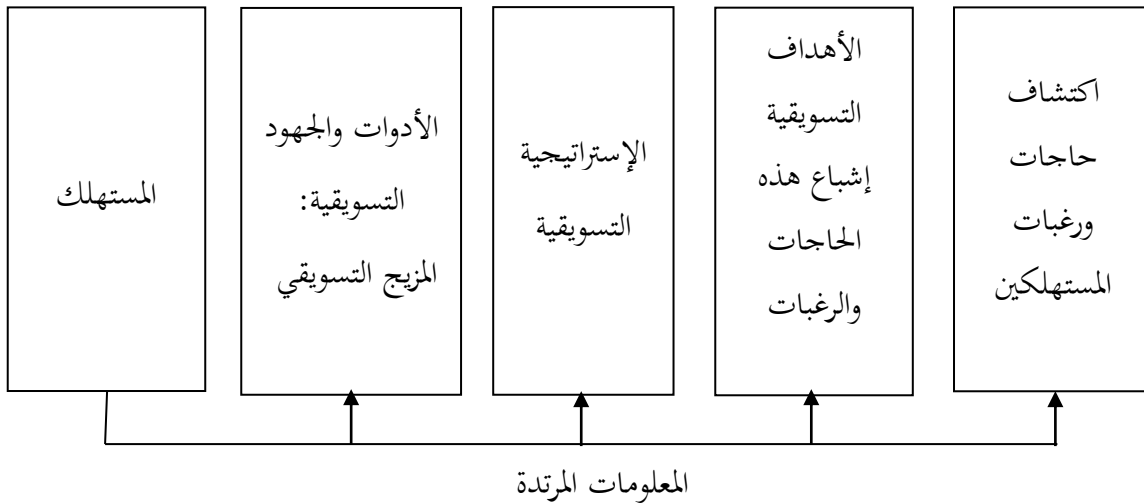 اكتشاف
حاجات
ورغبات
المستهلكين
الأهداف
التسويقية
إشباع هذه
الحاجات
والرغبات
الإستراتيجية
التسويقية
الأدوات والجهود
التسويقية:
المزيج التسويقي
المستهلك
المعلومات المرتدة